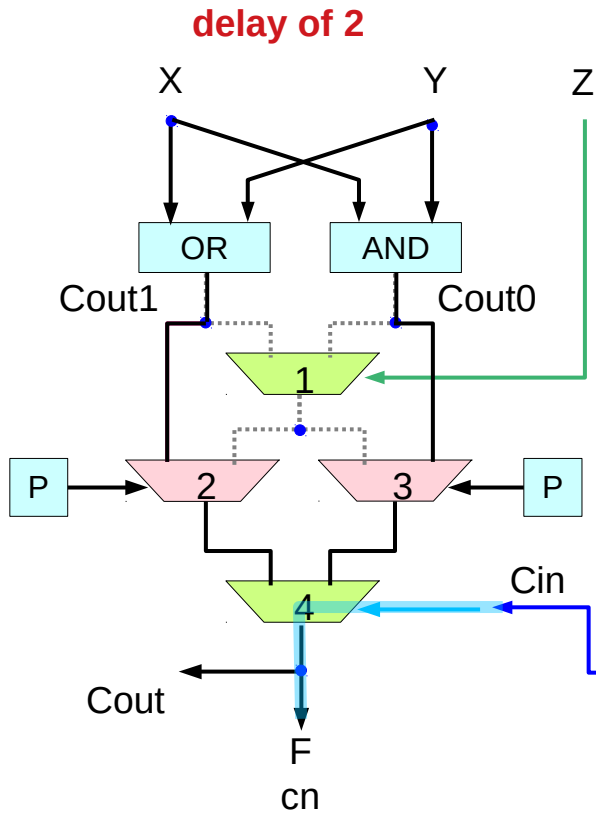 delay of 2
X Y Z
OR AND
Cout1 Cout0
1
P 2 3 P
Cin
4
Cout
F
cn